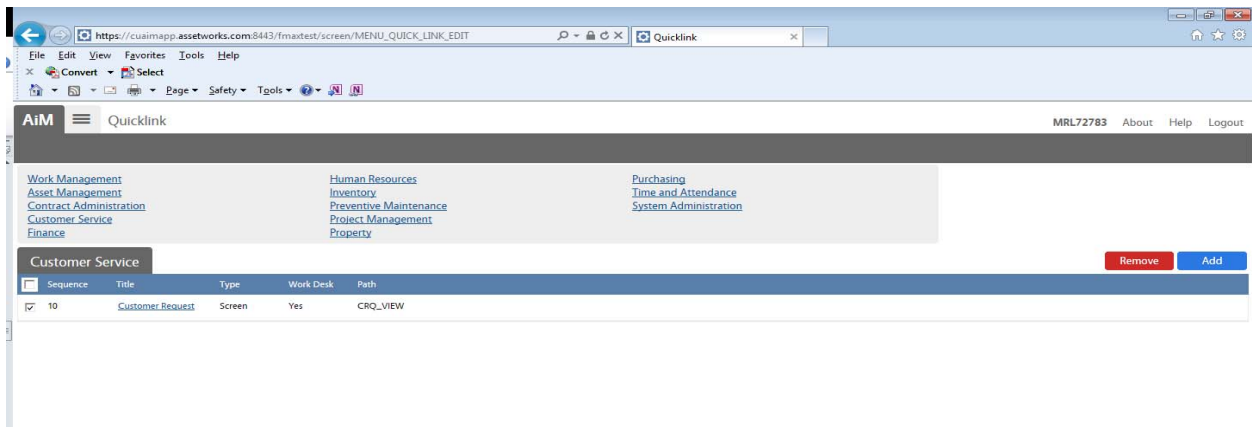 https://cuaimapp.assetworks.com:8443/fmaxtest/screen/MENU_QUICK_LINK_EDIT Quicklink
File Edit View Favorites Tools Help
Convert Select
Page Safety Tools
AiM Quicklink MRL72783 About Help Logout
Work Management Human Resources Purchasing
Asset Management Inventory Time and Attendance
Contract Administration Preventive Maintenance System Administration
Customer Service Project Management
Finance Property
Customer Service Remove Add
Sequence Title Type Work Desk Path
10 Customer Request Screen Yes CRQ_VIEW